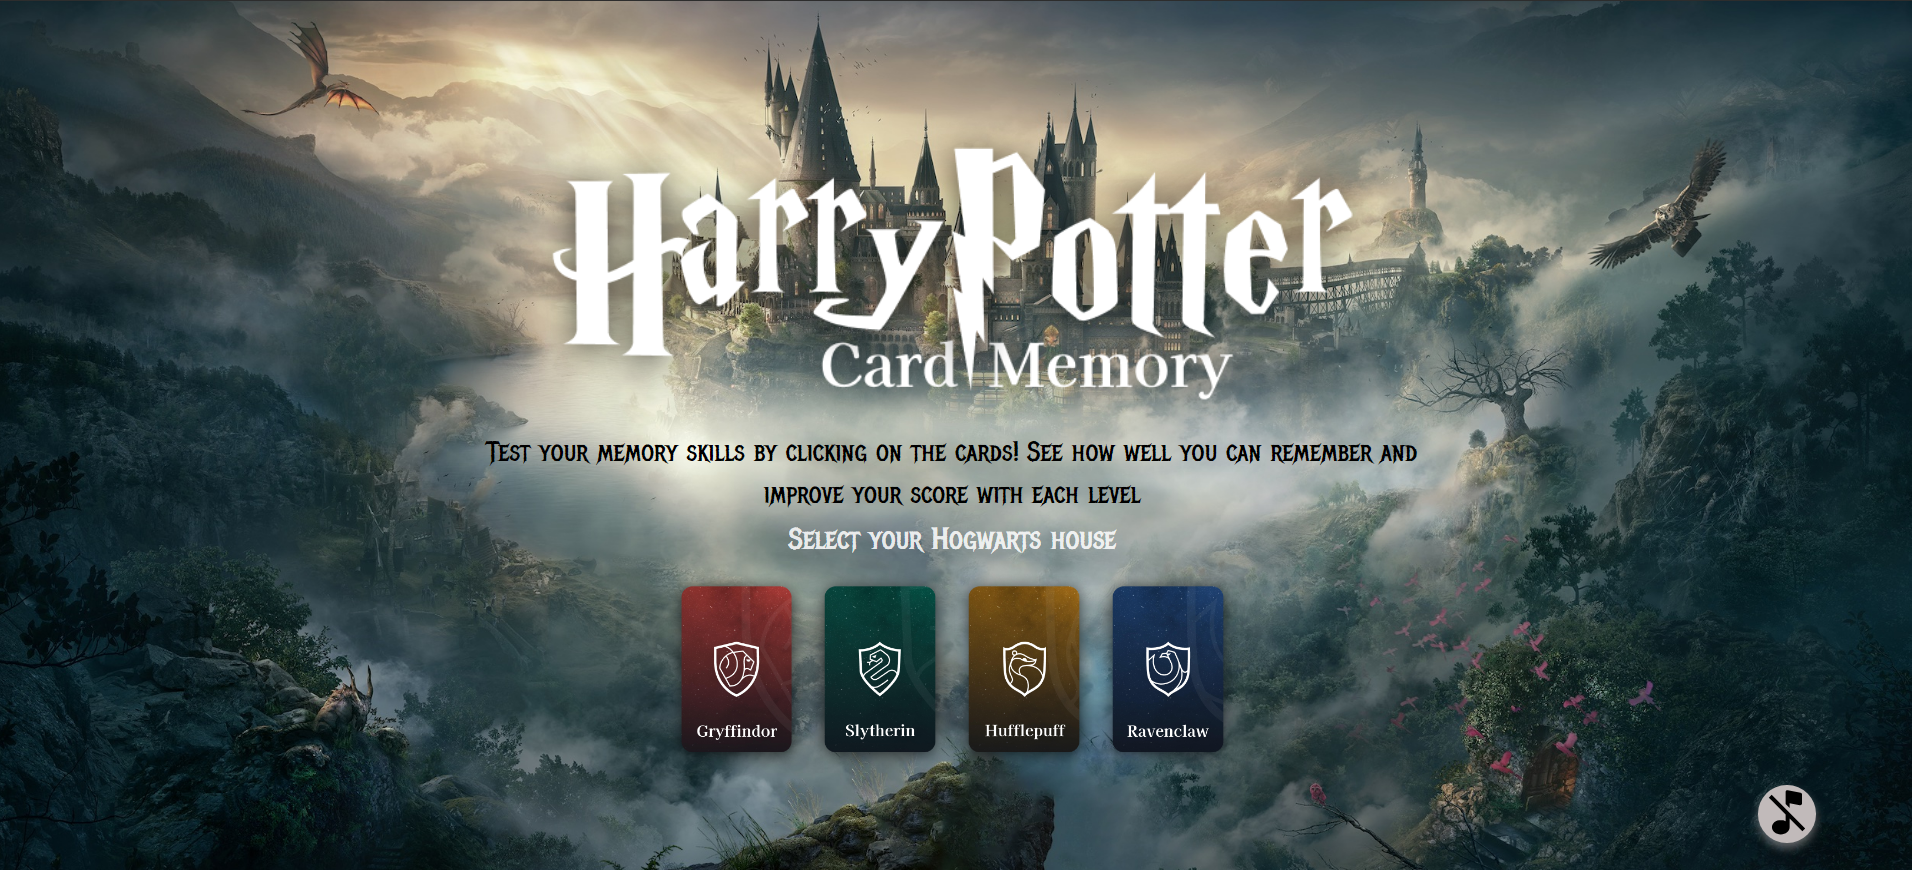 Harry Potter
Card Memory
Test your memory skills by clicking on the cards! See how well you can remember and
improve your score with each level
Select your Hogwarts house
Gryffindor
Slytherin
Hufflepuff
Ravenclaw